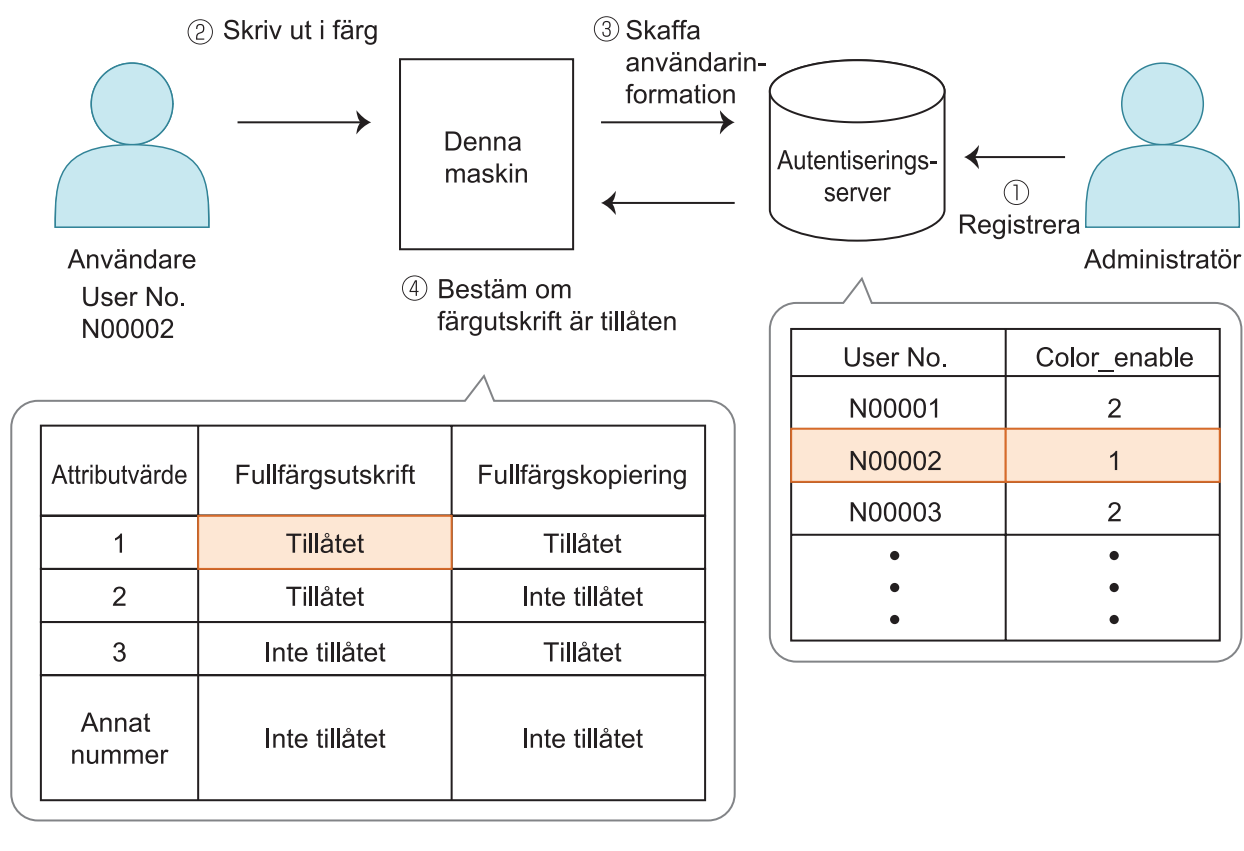 ② Skriv ut i färg
③ Skaffa
användarin-
formation
Denna
maskin
Autentiserings-
server
①
Registrera
Användare
User No.
N00002
Administratör
④ Bestäm om
färgutskrift är tillåten
User No. Color_enable
N00001 2
N00002 1
N00003 2
Attributvärde Fullfärgsutskrift Fullfärgskopiering
1 Tillåtet Tillåtet
2 Tillåtet Inte tillåtet
3 Inte tillåtet Tillåtet
Annat
nummer
Inte tillåtet Inte tillåtet